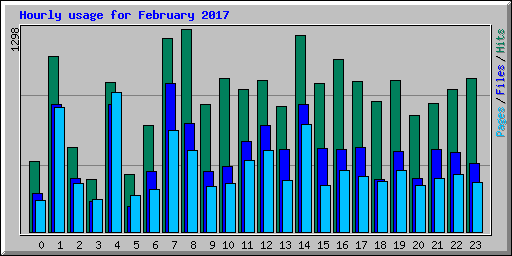 Hourly usage for February 2017
1298
Pages / Files / Hits
0 1 2 3 4 5 6 7 8 9 10 11 12 13 14 15 16 17 18 19 20 21 22 23